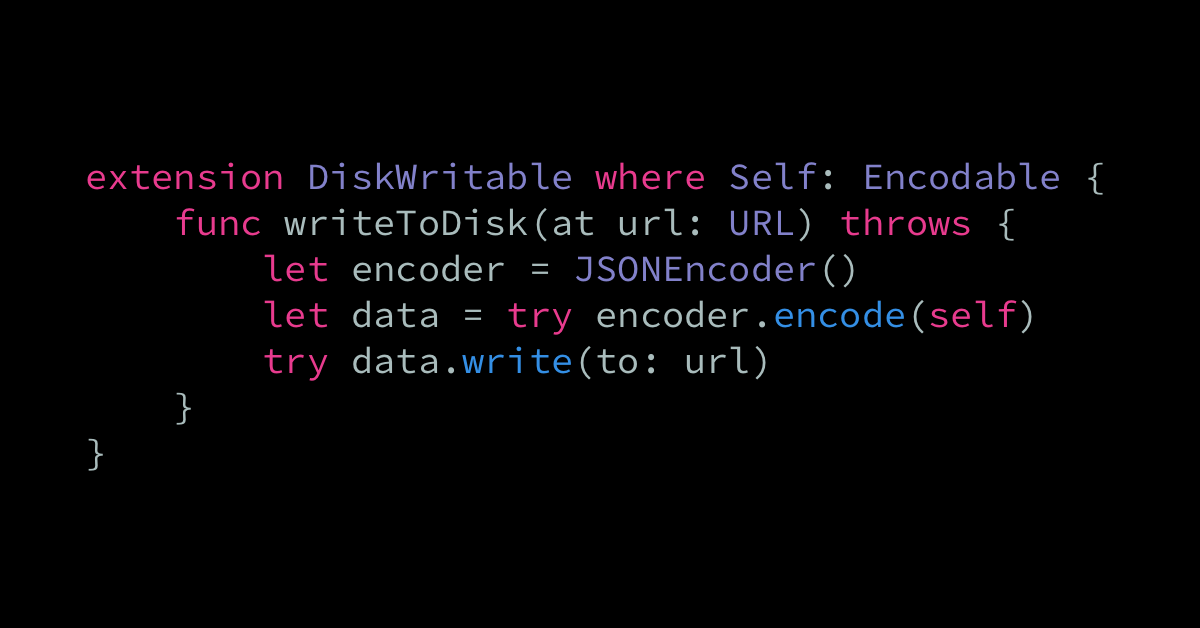 extension DiskWritable where Self: Encodable {
    func writeToDisk(at url: URL) throws {
        let encoder = JSONEncoder()
        let data = try encoder.encode(self)
        try data.write(to: url)
    }
}